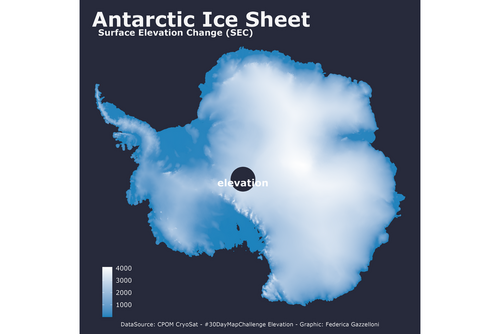 Antarctic Ice Sheet
Surface Elevation Change (SEC)
elevation
4000
3000
2000
1000
DataSource: CPOM CryoSat - #30DayMapChallenge Elevation - Graphic: Federica Gazzelloni